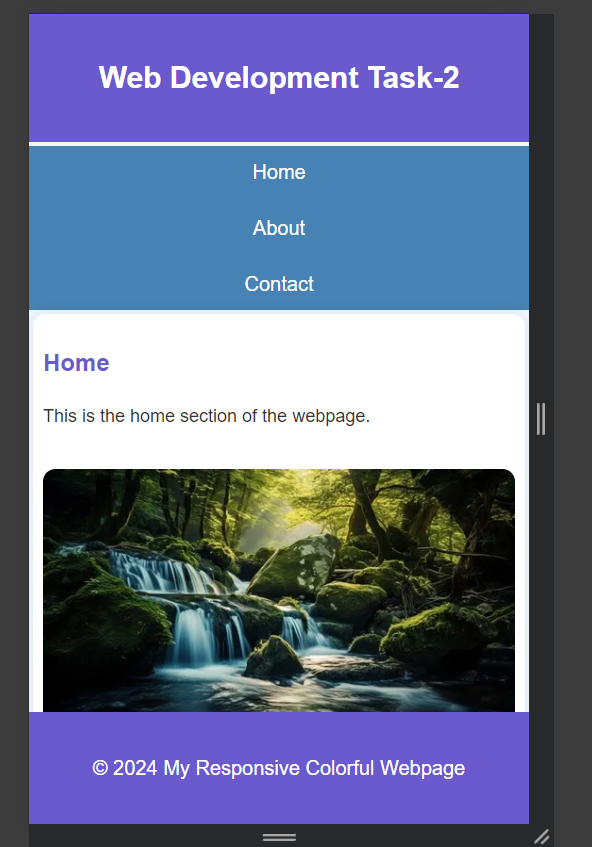 Web Development Task-2
Home
About
Contact
Home
This is the home section of the webpage.
© 2024 My Responsive Colorful Webpage